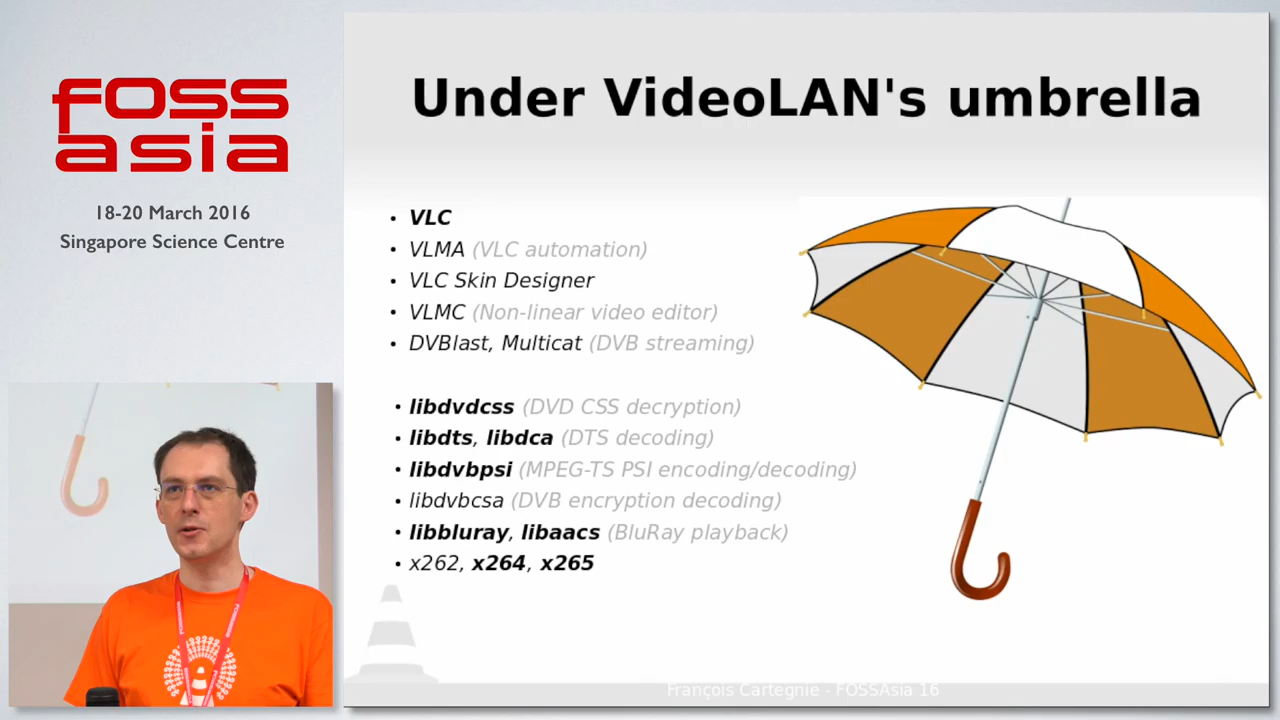 fOSS
asia
18-20 March 2016
Singapore Science Centre
Under VideoLAN's umbrella
• VLC
• VLMA (VLC automation)
• VLC Skin Designer
• VLMC (Non-linear video editor)
• DVBlast, Multicat (DVB streaming)
• libdvdcss (DVD CSS decryption)
• libdts, libdca (DTS decoding)
• libdvbpsi (MPEG-TS PSI encoding/decoding)
• libdvbcsa (DVB encryption decoding)
• libbluray, libaacs (BluRay playback)
• x262, x264, x265
François Cartegnie - FOSSAsia 16